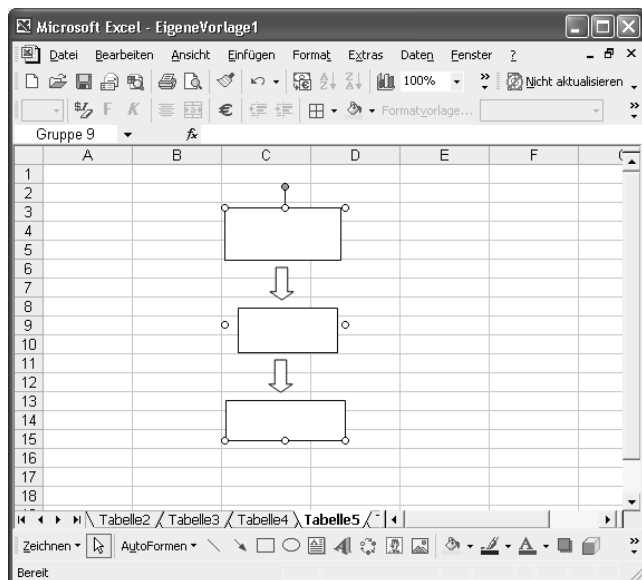 Microsoft Excel - EigeneVorlage1
Datei Bearbeiten Ansicht Einfügen Format Extras Daten Fenster ?
100% Nicht aktualisieren
F K € Formatvorlage...
Gruppe 9 fx
A B C D E F
1
2
3
4
5
6
7
8
9
10
11
12
13
14
15
16
17
18
Tabelle2 Tabelle3 Tabelle4 Tabelle5
Zeichnen AutoFormen A
Bereit